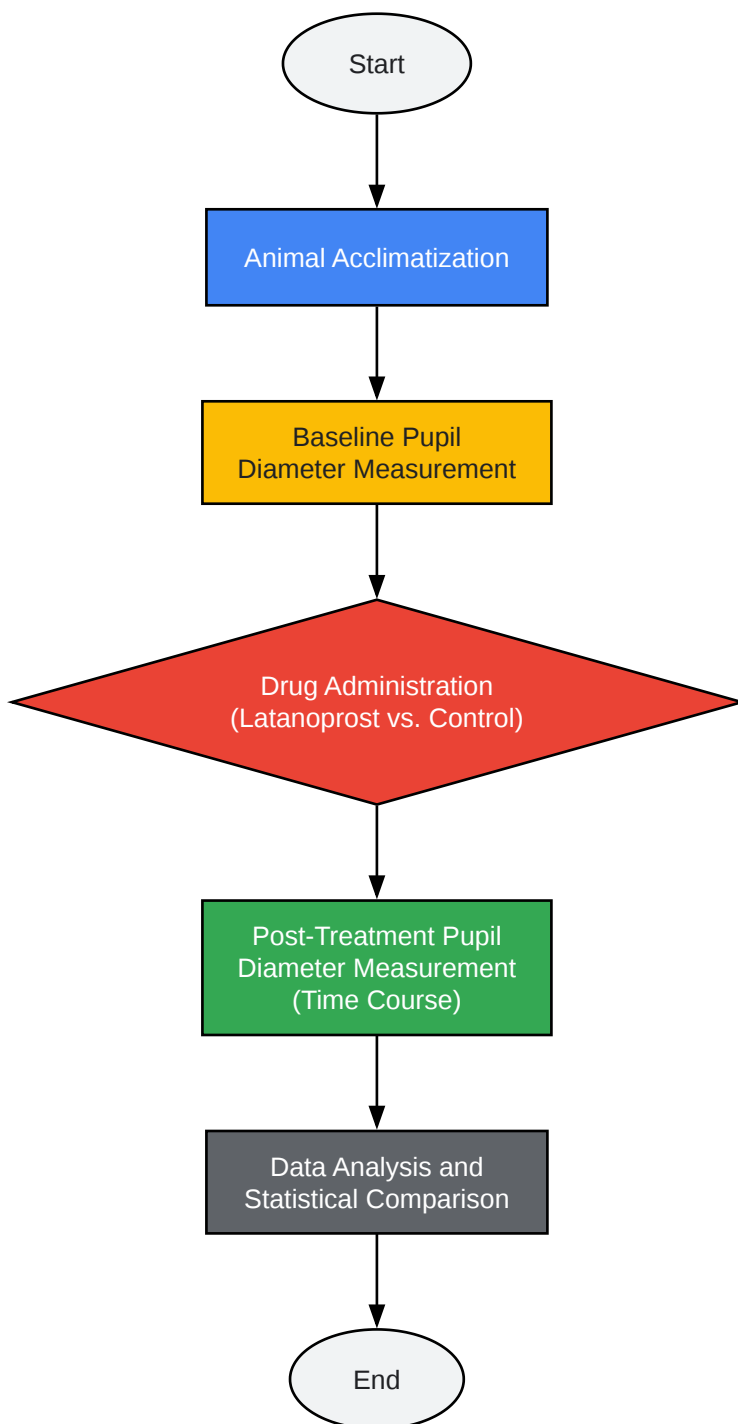 Start
Animal Acclimatization
Baseline Pupil
Diameter Measurement
Drug Administration
(Latanoprost vs. Control)
Post-Treatment Pupil
Diameter Measurement
(Time Course)
Data Analysis and
Statistical Comparison
End